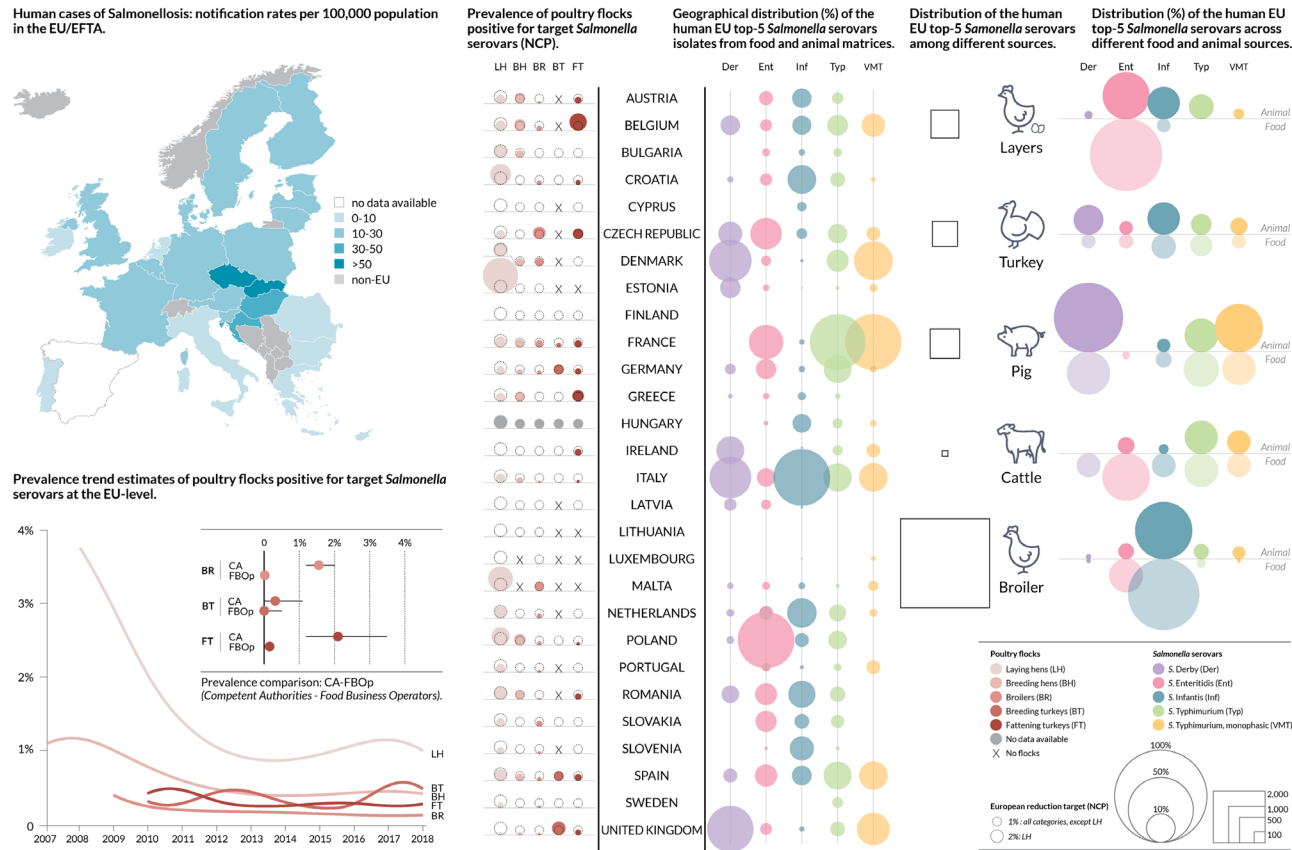 Human cases of Salmonellosis: notification rates per 100,000 population
in the EU/EFTA.
no data available
0-10
10-30
30-50
>50
non-EU
Prevalence trend estimates of poultry flocks positive for target Salmonella
serovars at the EU-level.
4%
3%
2%
1%
0
2007 2008 2009 2010 2011 2012 2013 2014 2015 2016 2017 2018
LH
BT
BH
FT
BR
0 1% 2% 3% 4%
BR CA
FBOp
BT CA
FBOp
FT CA
FBOp
Prevalence comparison: CA-FBOp
(Competent Authorities - Food Business Operators).
Prevalence of poultry flocks
positive for target Salmonella
serovars (NCP).
LH BH BR BT FT
Geographical distribution (%) of the
human EU top-5 Salmonella serovars
isolates from food and animal matrices.
Der Ent Inf Typ VMT
AUSTRIA X
BELGIUM X
BULGARIA
CROATIA
CYPRUS X
CZECH REPUBLIC X
DENMARK X
ESTONIA X X
FINLAND
FRANCE
GERMANY
GREECE
HUNGARY
IRELAND
ITALY
LATVIA X
LITHUANIA X X
LUXEMBOURG X X X
MALTA X X X
NETHERLANDS
POLAND
PORTUGAL X
ROMANIA
SLOVAKIA
SLOVENIA X
SPAIN
SWEDEN
UNITED KINGDOM
Distribution of the human
EU top-5 Samonella serovars
among different sources.
Distribution (%) of the human EU
top-5 Salmonella serovars across
different food and animal sources.
Der Ent Inf Typ VMT
Layers
Animal
Food
Turkey
Animal
Food
Pig
Animal
Food
Cattle
Animal
Food
Broiler
Animal
Food
Poultry flocks
Laying hens (LH)
Breeding hens (BH)
Broilers (BR)
Breeding turkeys (BT)
Fattening turkeys (FT)
No data available
X No flocks
European reduction target (NCP)
1% : all categories, except LH
2%: LH
Salmonella serovars
S. Derby (Der)
S. Enteritidis (Ent)
S. Infantis (Inf)
S. Typhimurium (Typ)
S. Typhimurium, monophasic (VMT)
100%
50%
10%
2,000
1,000
500
100